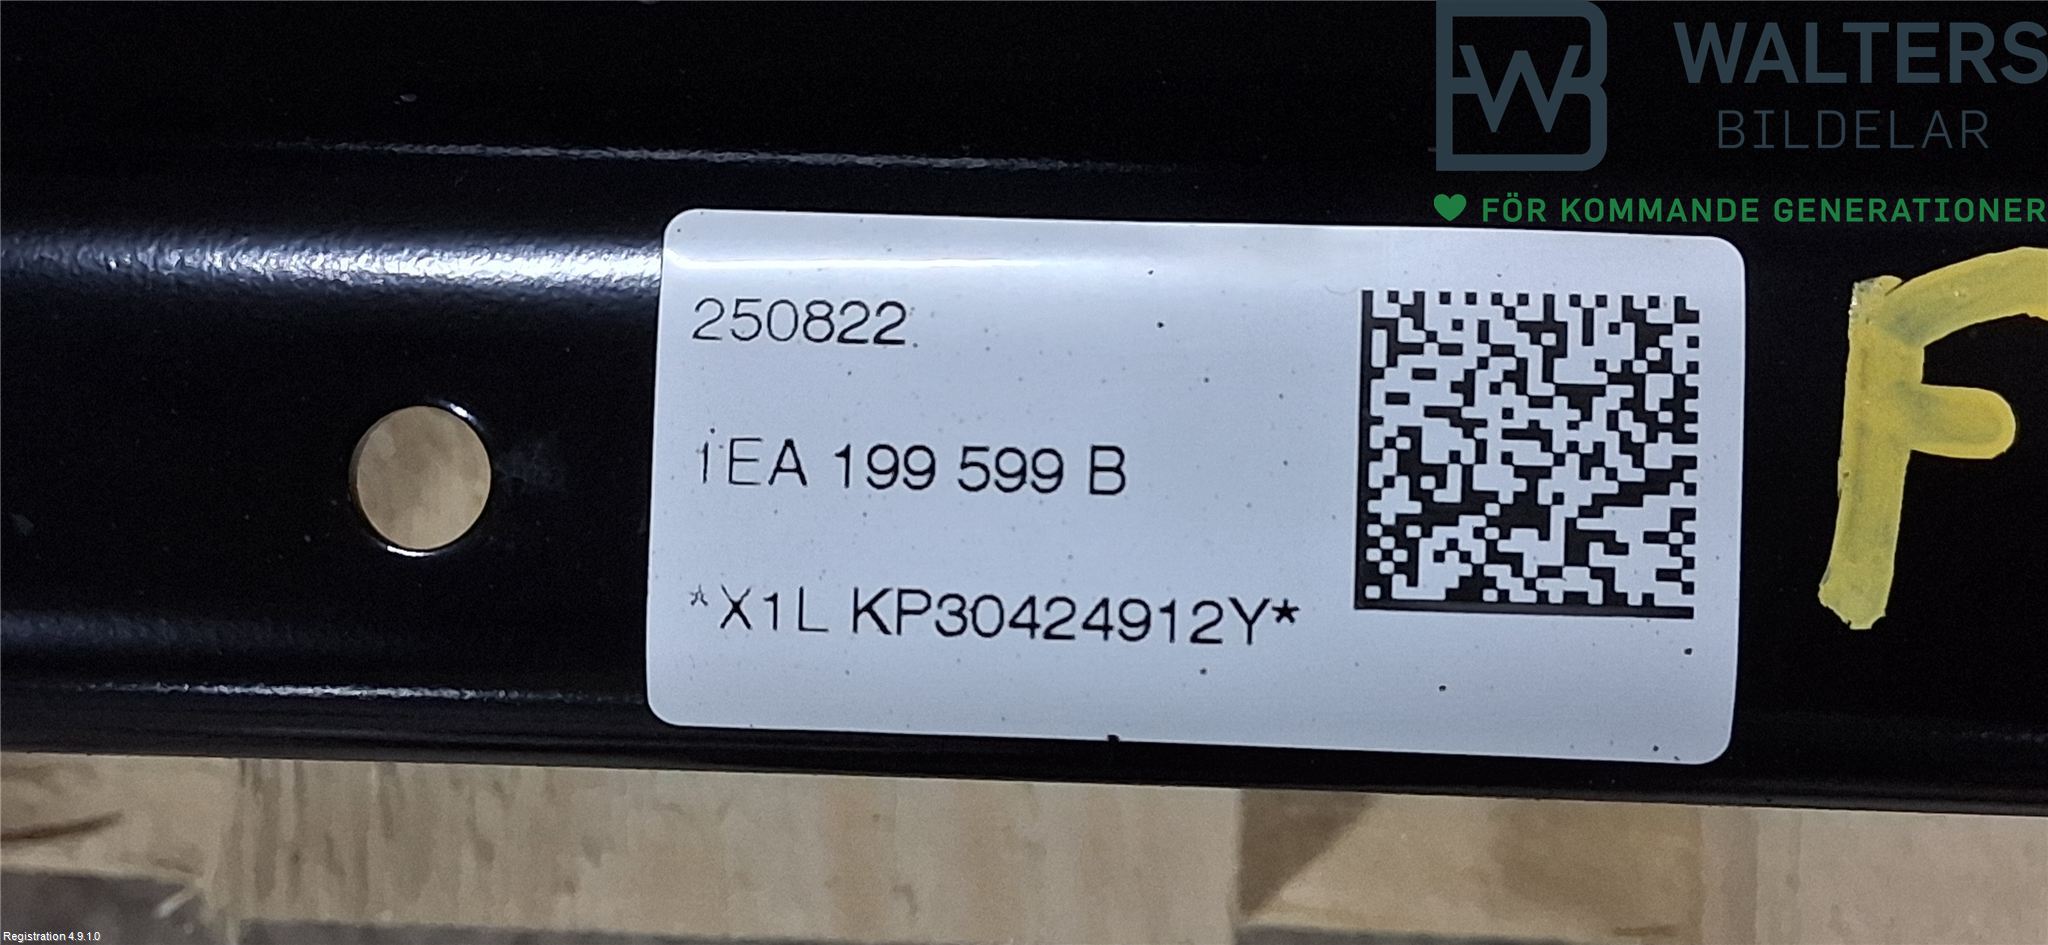 WALTERS
BILDELAR
FÖR KOMMANDE GENERATIONER
250822
1EA 199 599 B
*X1L KP30424912Y*
F
Registration 4.9.1.0